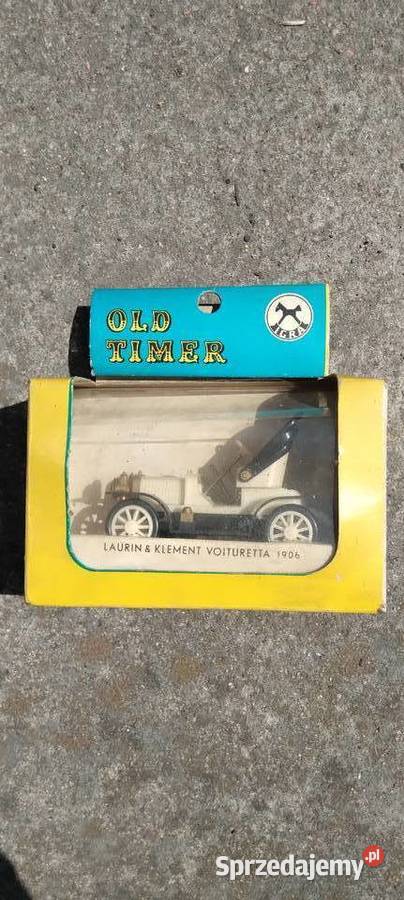 OLD
TIMER
IGRA
LAURIN & KLEMENT VOITURETTA 1906
Sprzedajemy.pl